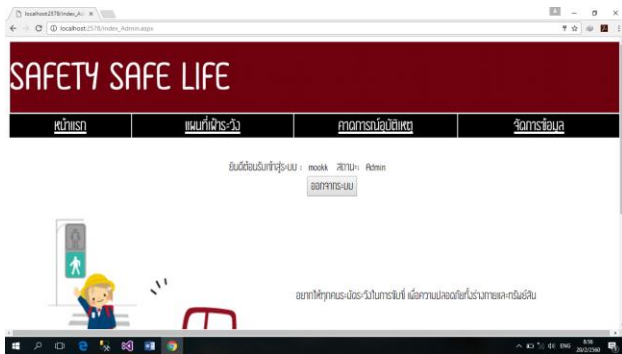 localhost:2578/index_Ad
localhost:2578/index_Admin.aspx
SAFETY SAFE LIFE
หน้าแรก แผนที่เฝ้าระวัง คาดการณ์อุบัติเหตุ จัดการข้อมูล
ยินดีต้อนรับเข้าสู่ระบบ : mookk สถานะ: Admin
ออกจากระบบ
อยากให้ทุกคนระมัดระวังในการขับขี่ เพื่อความปลอดภัยทั้งร่างกายและทรัพย์สิน
ENG
8:56
20/2/2560